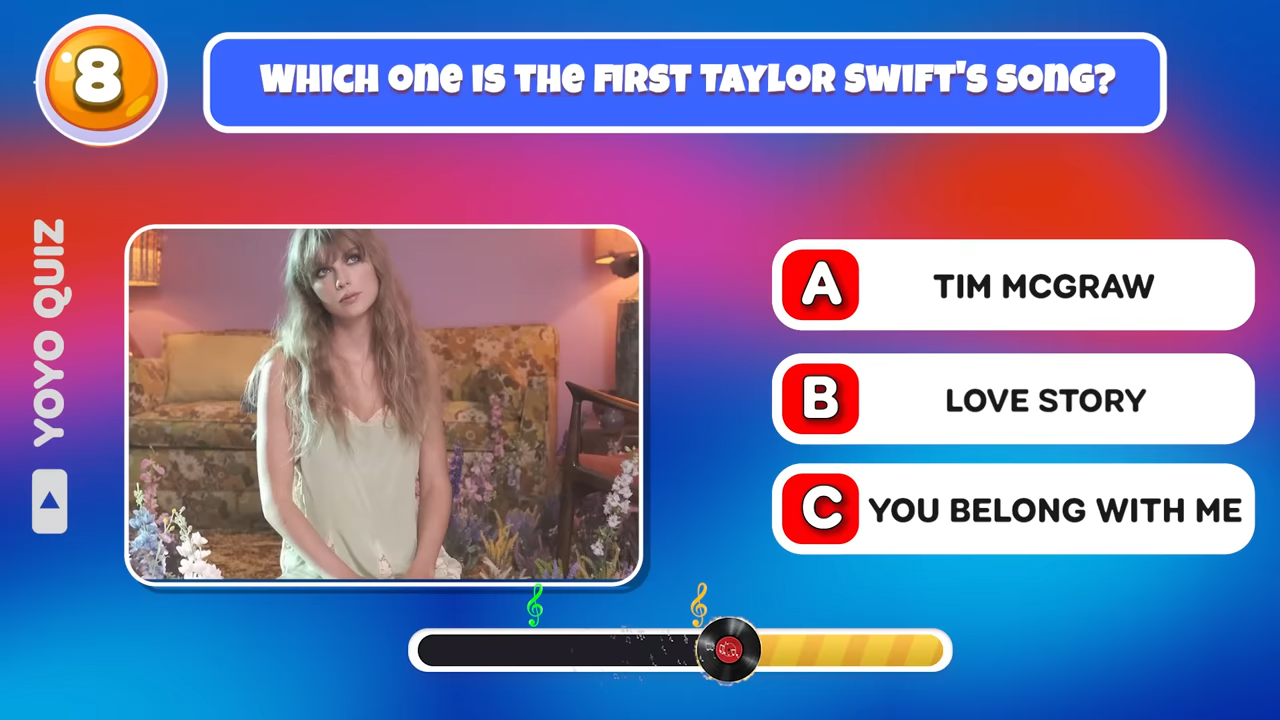 8
WHICH ONE IS THE FIRST TAYLOR SWIFT'S SONG?
YOYO QUIZ
A TIM MCGRAW
B LOVE STORY
C YOU BELONG WITH ME